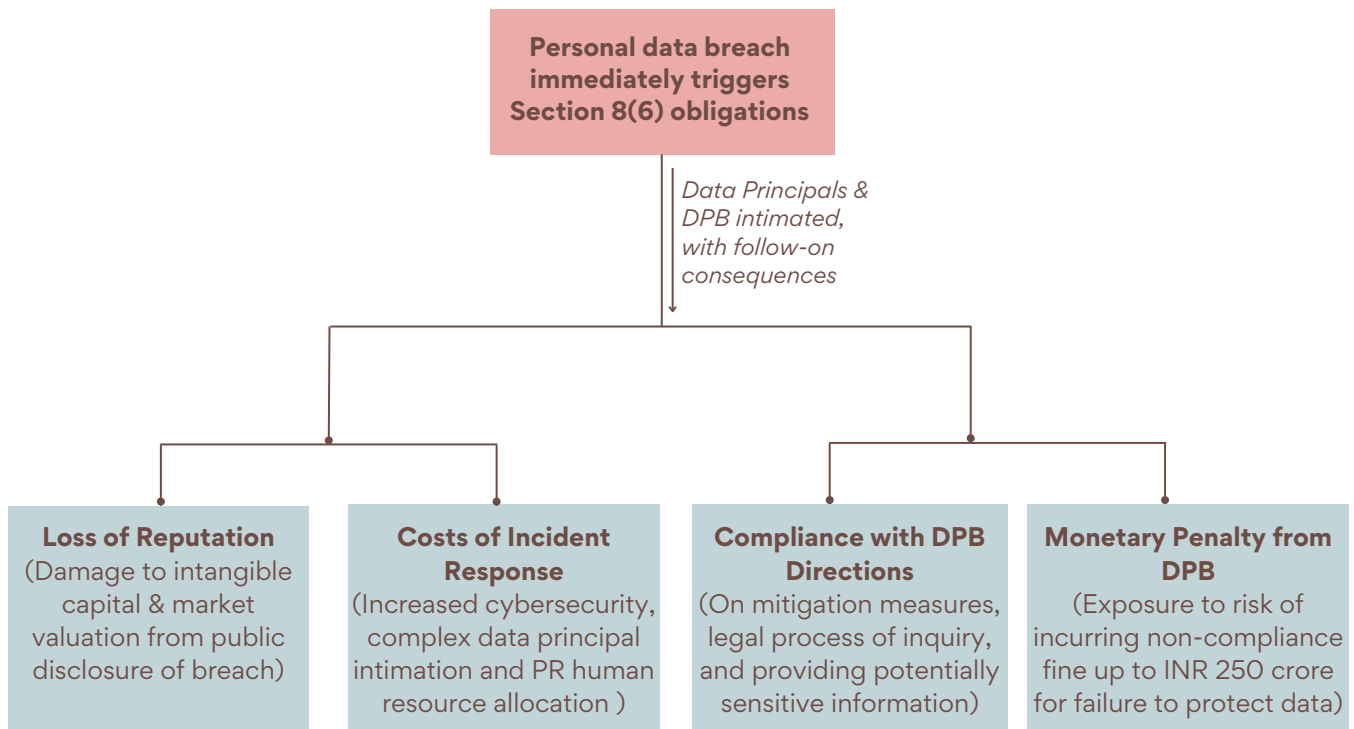 Personal data breach
immediately triggers
Section 8(6) obligations
Data Principals &
DPB intimated,
with follow-on
consequences
Loss of Reputation
(Damage to intangible
capital & market
valuation from public
disclosure of breach)
Costs of Incident
Response
(Increased cybersecurity,
complex data principal
intimation and PR human
resource allocation )
Compliance with DPB
Directions
(On mitigation measures,
legal process of inquiry,
and providing potentially
sensitive information)
Monetary Penalty from
DPB
(Exposure to risk of
incurring non-compliance
fine up to INR 250 crore
for failure to protect data)